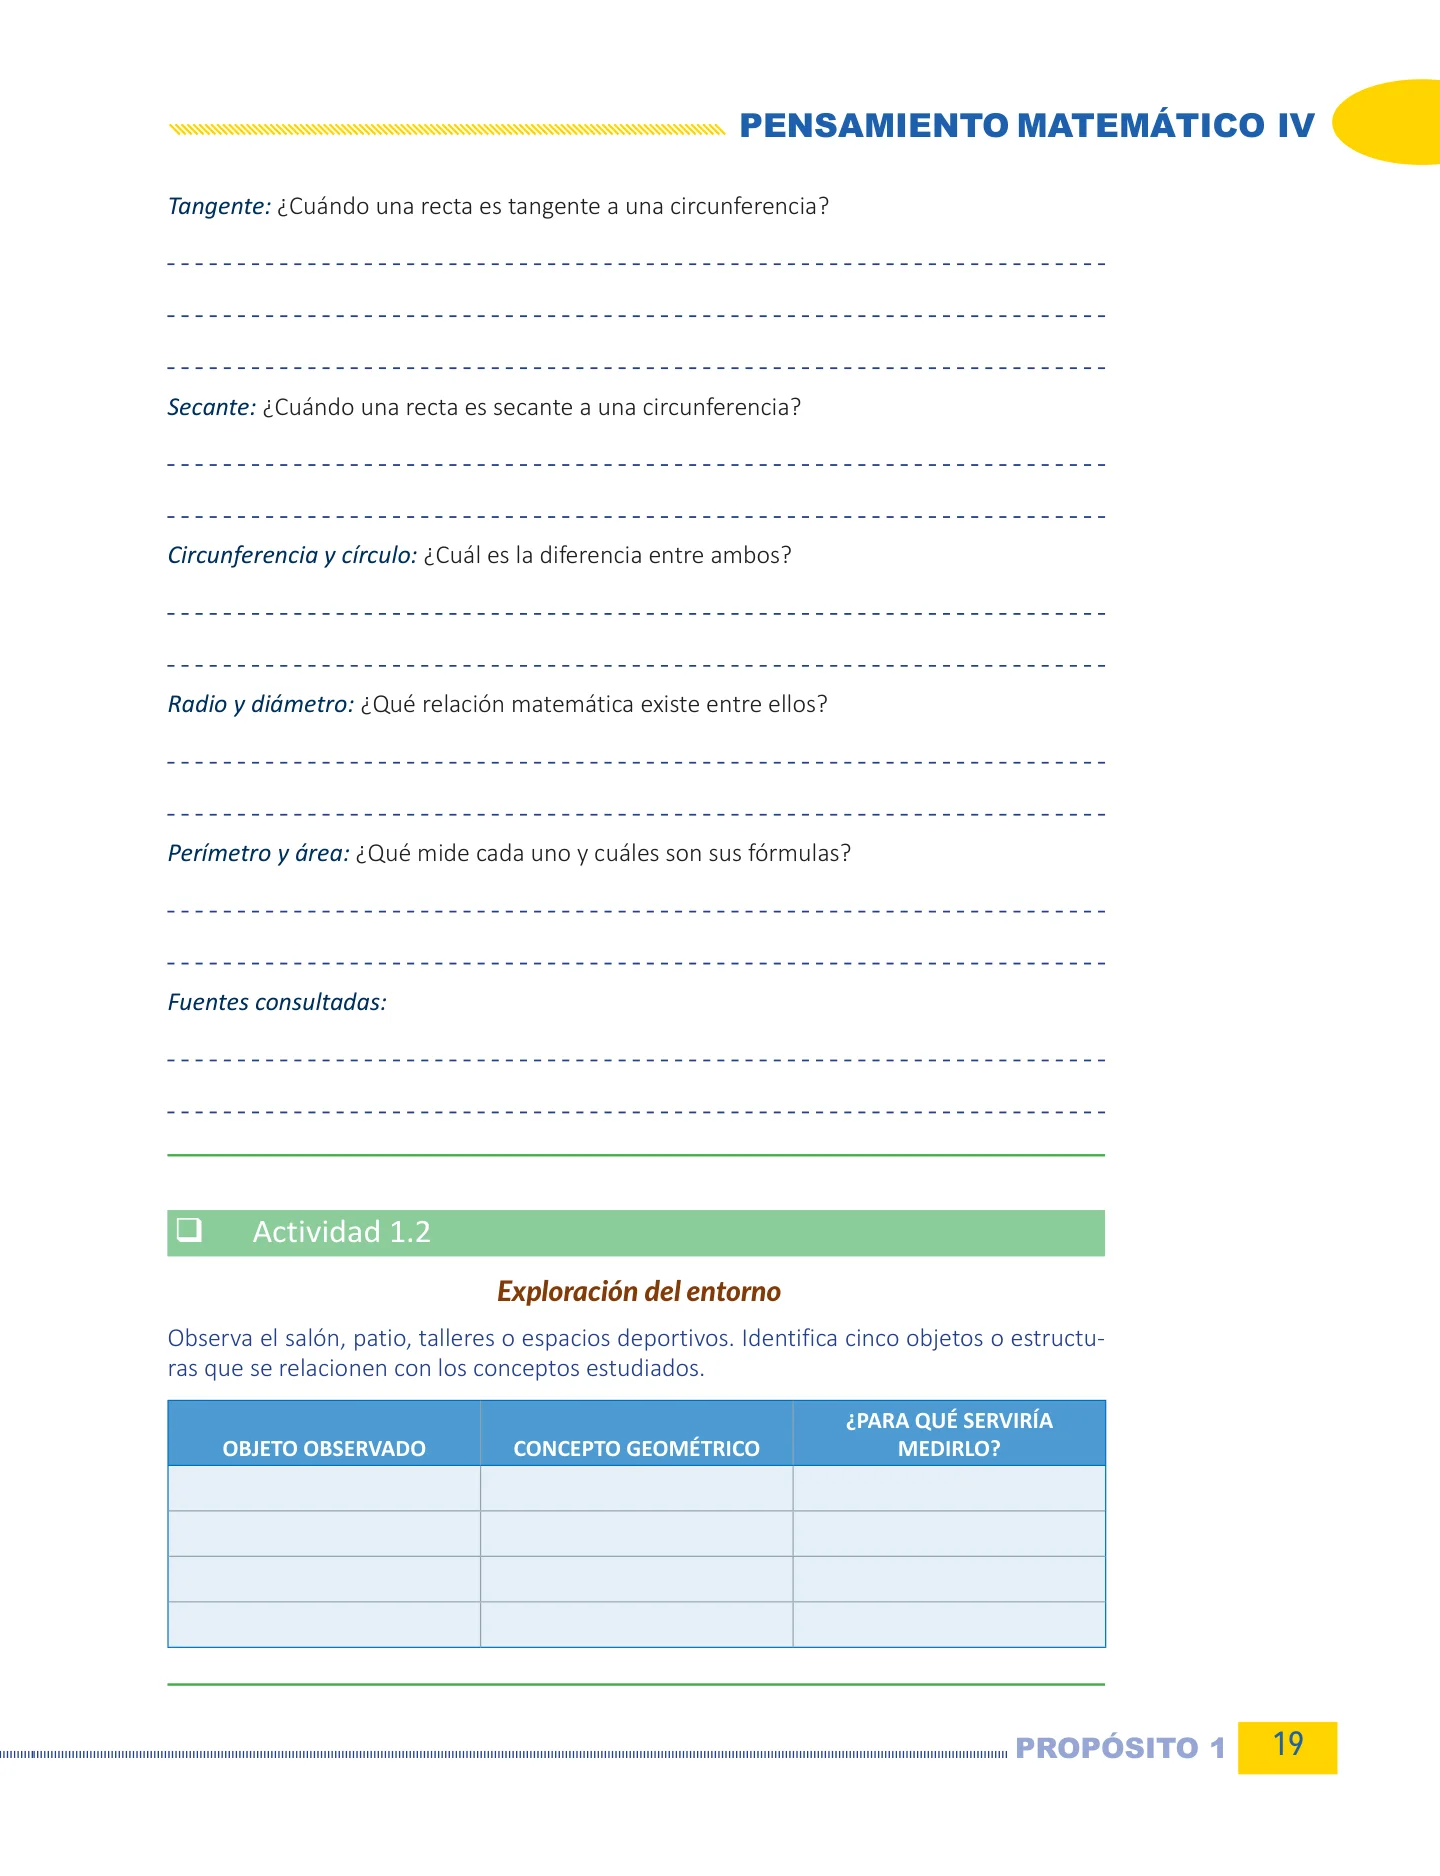 PENSAMIENTO MATEMÁTICO IV
Tangente: ¿Cuándo una recta es tangente a una circunferencia?
Secante: ¿Cuándo una recta es secante a una circunferencia?
Circunferencia y círculo: ¿Cuál es la diferencia entre ambos?
Radio y diámetro: ¿Qué relación matemática existe entre ellos?
Perímetro y área: ¿Qué mide cada uno y cuáles son sus fórmulas?
Fuentes consultadas:
❑ Actividad 1.2
Exploración del entorno
Observa el salón, patio, talleres o espacios deportivos. Identifica cinco objetos o estructu-
ras que se relacionen con los conceptos estudiados.
OBJETO OBSERVADO
CONCEPTO GEOMÉTRICO
¿PARA QUÉ SERVIRÍA
MEDIRLO?
PROPÓSITO 1
19